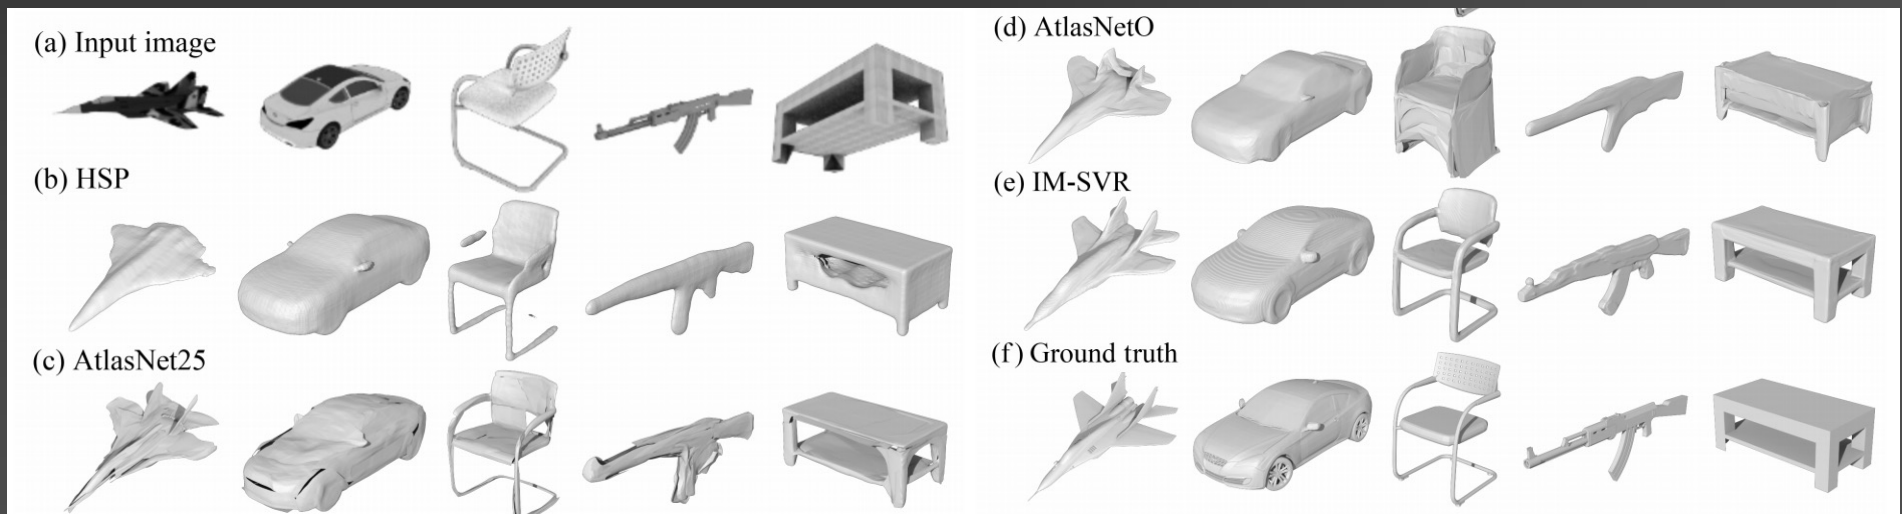 (a) Input image
(b) HSP
(c) AtlasNet25
(d) AtlasNetO
(e) IM-SVR
(f) Ground truth